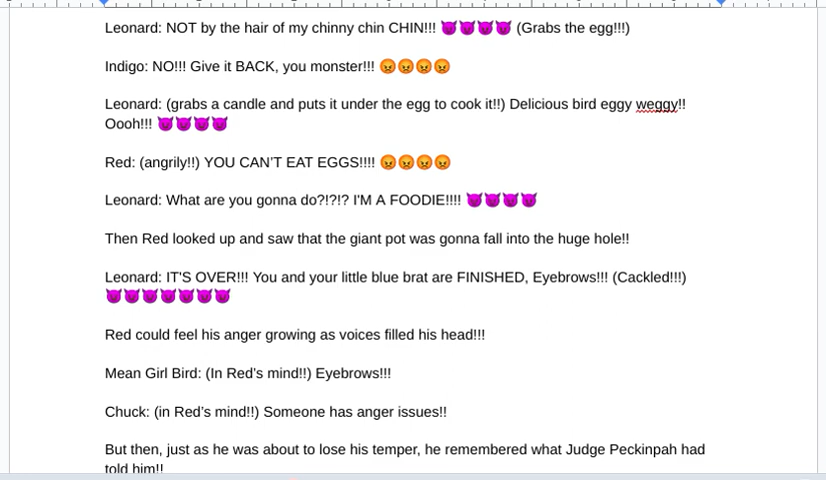 Leonard: NOT by the hair of my chinny chin CHIN!!! 😈😈😈😈 (Grabs the egg!!!)
Indigo: NO!!! Give it BACK, you monster!!! 😡😡😡😡
Leonard: (grabs a candle and puts it under the egg to cook it!!) Delicious bird eggy weggy!!
Oooh!!! 😈😈😈😈
Red: (angrily!!) YOU CAN'T EAT EGGS!!!! 😡😡😡😡
Leonard: What are you gonna do?!?!? I'M A FOODIE!!!! 😈😈😈😈
Then Red looked up and saw that the giant pot was gonna fall into the huge hole!!
Leonard: IT'S OVER!!! You and your little blue brat are FINISHED, Eyebrows!!! (Cackled!!!)
😈😈😈😈😈😈😈
Red could feel his anger growing as voices filled his head!!!
Mean Girl Bird: (In Red's mind!!) Eyebrows!!!
Chuck: (in Red’s mind!!) Someone has anger issues!!
But then, just as he was about to lose his temper, he remembered what Judge Peckinpah had
told him!!